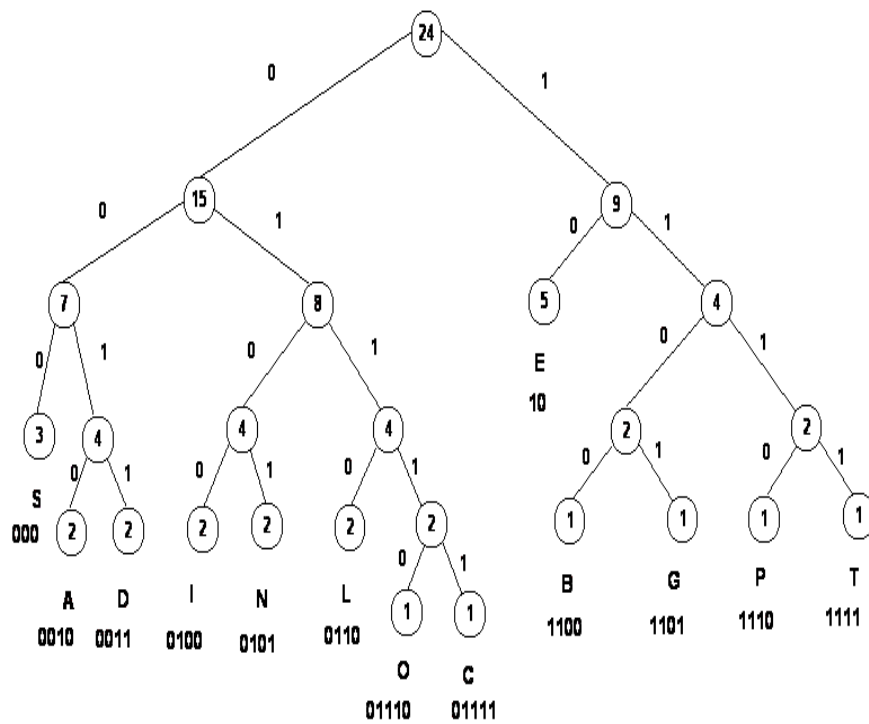 24
0 1
15 9
0 1 0 1
7 8 5 4
0 1 0 1 E 0 1
10
3 4 4 4 2 2
S 0 1 0 1 0 1 0 1 0 1
000 2 2 2 2 2 2 1 1 1 1
A D I N L 0 1 B G P T
0010 0011 0100 0101 0110 1 1 1100 1101 1110 1111
O C
01110 01111